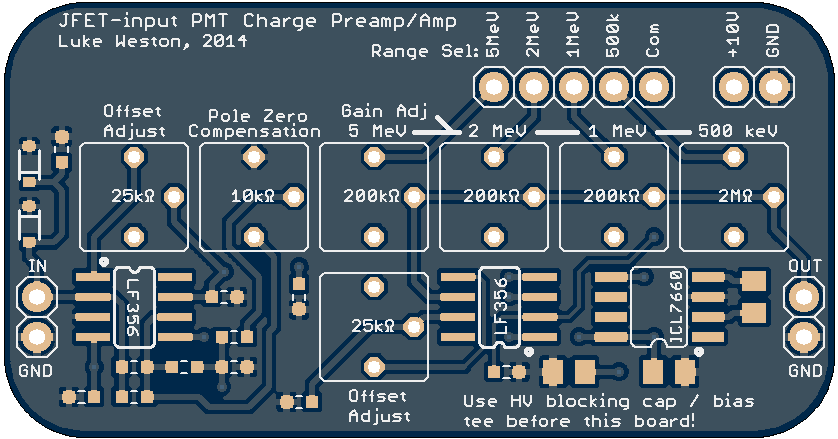 JFET-input PMT Charge Preamp/Amp
Luke Weston, 2014
Range Sel:
5MeV
2MeV
1MeV
500k
Com
+10V
GND
Offset
Adjust
Pole Zero
Compensation
Gain Adj
5 MeV
2 MeV
1 MeV
500 keV
25kΩ
10kΩ
200kΩ
200kΩ
200kΩ
2MΩ
IN
GND
LF356
25kΩ
Offset
Adjust
LF356
ICL7660
OUT
GND
Use HV blocking cap / bias
tee before this board!